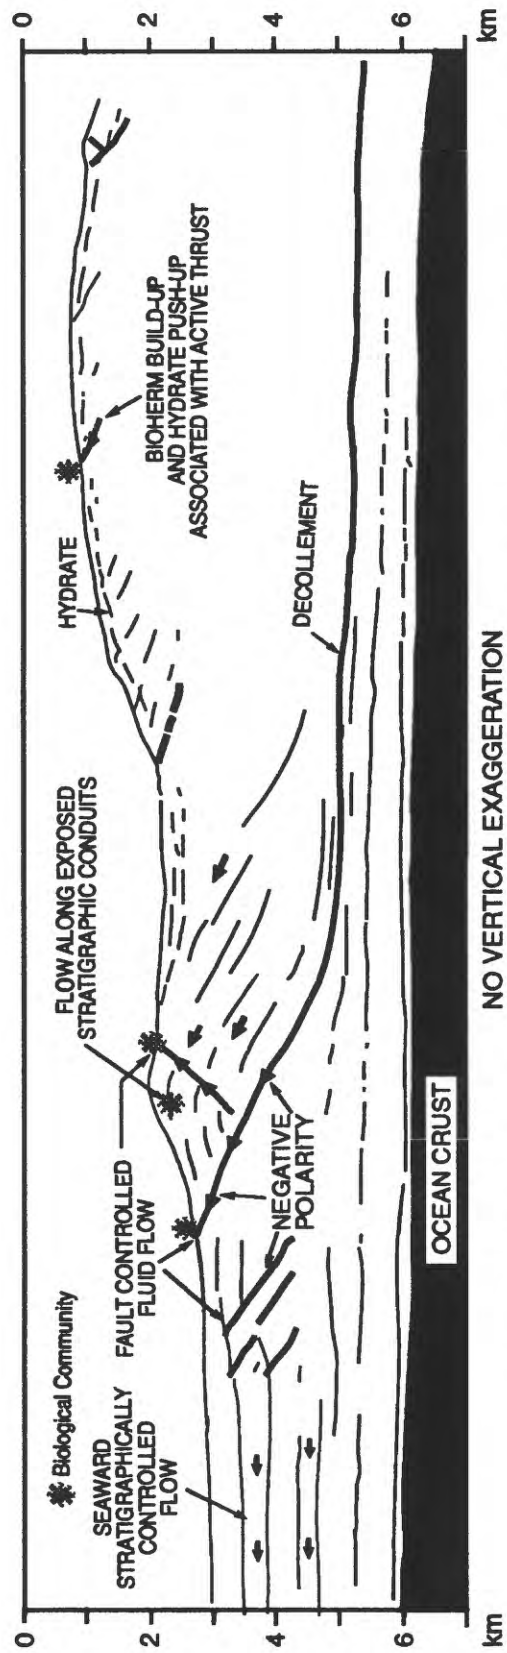 0
2
4
6
km
Biological Community
SEAWARD
STRATIGRAPHICALLY
CONTROLLED
FLOW
FAULT CONTROLLED
FLUID FLOW
NEGATIVE
POLARITY
FLOW ALONG EXPOSED
STRATIGRAPHIC CONDUITS
HYDRATE
BIOHERM BUILD-UP
AND HYDRATE PUSH-UP
ASSOCIATED WITH ACTIVE THRUST
DECOLLEMENT
OCEAN CRUST
NO VERTICAL EXAGGERATION
0
2
4
6
km